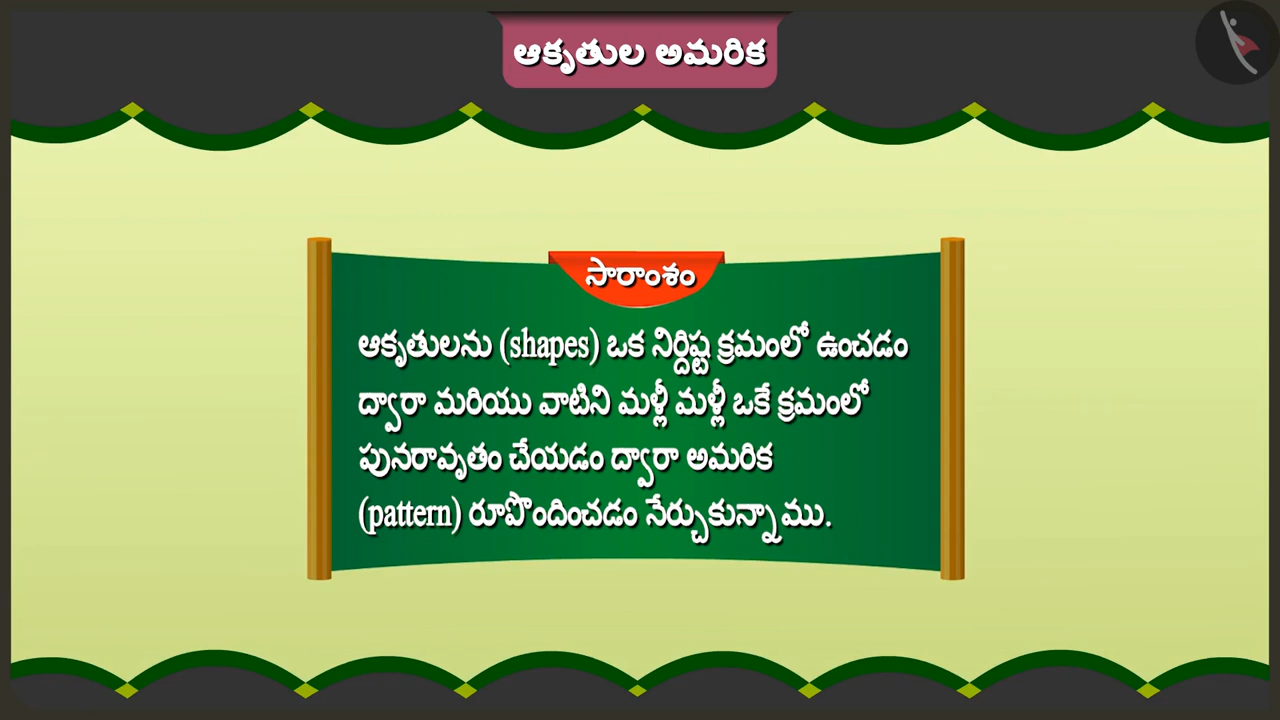 ఆకృతుల అమరిక
సారాంశం
ఆకృతులను (shapes) ఒక నిర్దిష్ట క్రమంలో ఉంచడం
ద్వారా మరియు వాటిని మళ్లీ మళ్లీ ఒకే క్రమంలో
పునరావృతం చేయడం ద్వారా అమరిక
(pattern) రూపొందించడం నేర్చుకున్నాము.